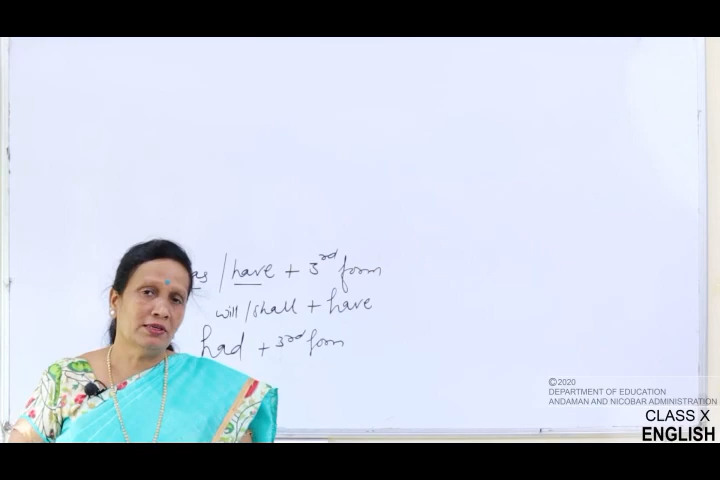 /have + 3rd form
will/shall + have
had + 3rd form
©2020
DEPARTMENT OF EDUCATION
ANDAMAN AND NICOBAR ADMINISTRATION
CLASS X
ENGLISH